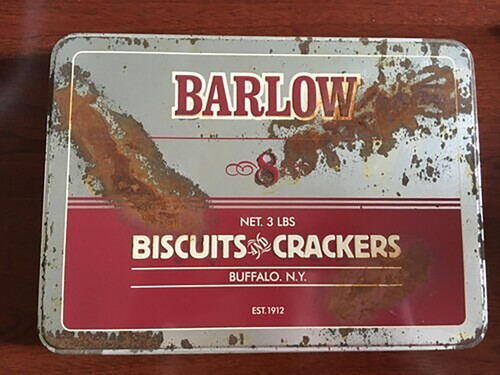 BARLOW
8
NET. 3 LBS
BISCUITS AND CRACKERS
BUFFALO. N.Y.
EST. 1912